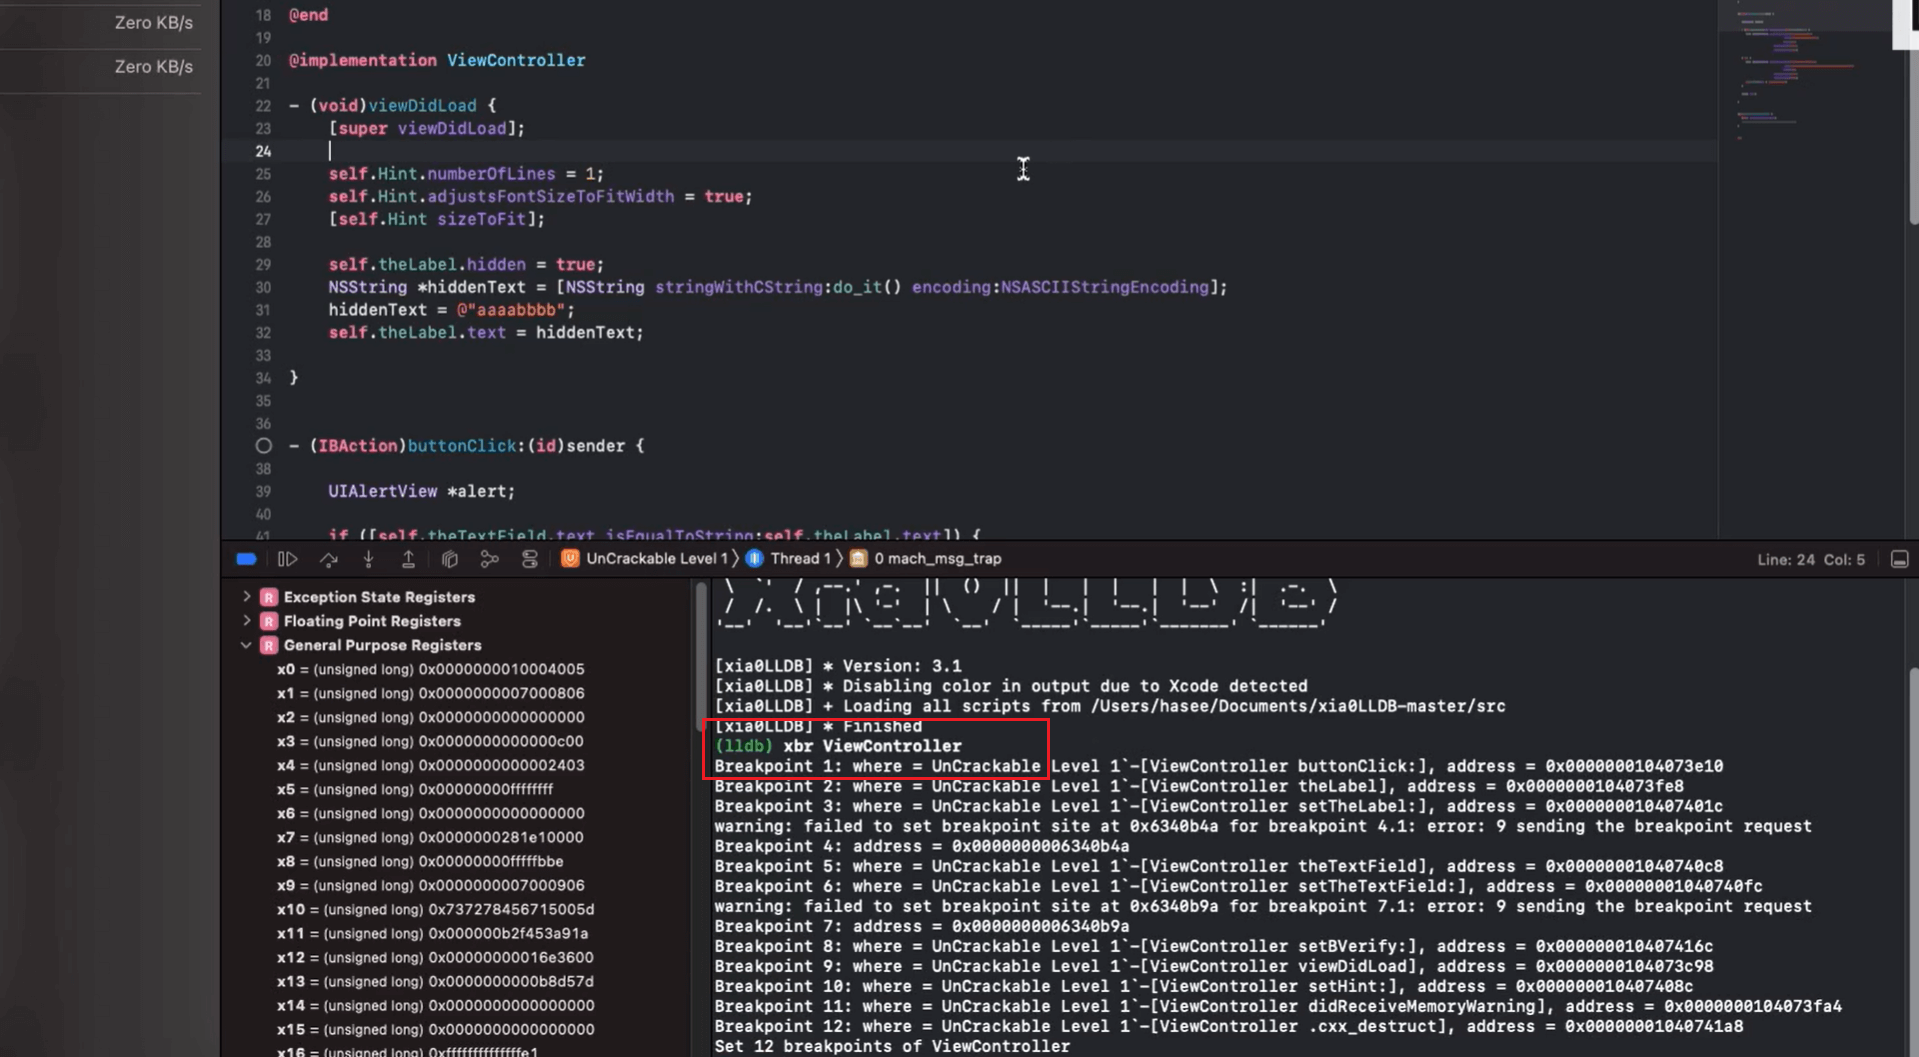 Zero KB/s
Zero KB/s
18 @end
19
20 @implementation ViewController
21
22 - (void)viewDidLoad {
23 [super viewDidLoad];
24
25 self.Hint.numberOfLines = 1;
26 self.Hint.adjustsFontSizeToFitWidth = true;
27 [self.Hint sizeToFit];
28
29 self.theLabel.hidden = true;
30 NSString *hiddenText = [NSString stringWithCString:do_it() encoding:NSASCIIStringEncoding];
31 hiddenText = @"aaaabbbb";
32 self.theLabel.text = hiddenText;
33
34 }
35
36
- (IBAction)buttonClick:(id)sender {
38
39 UIAlertView *alert;
40
41 if ([self.theTextField.text isEqualToString:self.theLabel.text]) {
UnCrackable Level 1 Thread 1 0 mach_msg_trap
Line: 24 Col: 5
R Exception State Registers
R Floating Point Registers
R General Purpose Registers
x0 = (unsigned long) 0x0000000010004005
x1 = (unsigned long) 0x0000000007000806
x2 = (unsigned long) 0x0000000000000000
x3 = (unsigned long) 0x0000000000000c00
x4 = (unsigned long) 0x0000000000002403
x5 = (unsigned long) 0x00000000ffffffff
x6 = (unsigned long) 0x0000000000000000
x7 = (unsigned long) 0x0000000281e10000
x8 = (unsigned long) 0x00000000fffffbbe
x9 = (unsigned long) 0x0000000007000906
x10 = (unsigned long) 0x737278456715005d
x11 = (unsigned long) 0x000000b2f453a91a
x12 = (unsigned long) 0x00000000016e3600
x13 = (unsigned long) 0x0000000000b8d57d
x14 = (unsigned long) 0x0000000000000000
x15 = (unsigned long) 0x0000000000000000
x16 = (unsigned long) 0xffffffffffffffe1
[xia0LLDB] * Version: 3.1
[xia0LLDB] * Disabling color in output due to Xcode detected
[xia0LLDB] + Loading all scripts from /Users/hasee/Documents/xia0LLDB-master/src
[xia0LLDB] * Finished
(lldb) xbr ViewController
Breakpoint 1: where = UnCrackable Level 1`-[ViewController buttonClick:], address = 0x0000000104073e10
Breakpoint 2: where = UnCrackable Level 1`-[ViewController theLabel], address = 0x0000000104073fe8
Breakpoint 3: where = UnCrackable Level 1`-[ViewController setTheLabel:], address = 0x000000010407401c
warning: failed to set breakpoint site at 0x6340b4a for breakpoint 4.1: error: 9 sending the breakpoint request
Breakpoint 4: address = 0x0000000006340b4a
Breakpoint 5: where = UnCrackable Level 1`-[ViewController theTextField], address = 0x00000001040740c8
Breakpoint 6: where = UnCrackable Level 1`-[ViewController setTheTextField:], address = 0x00000001040740fc
warning: failed to set breakpoint site at 0x6340b9a for breakpoint 7.1: error: 9 sending the breakpoint request
Breakpoint 7: address = 0x0000000006340b9a
Breakpoint 8: where = UnCrackable Level 1`-[ViewController setBVerify:], address = 0x000000010407416c
Breakpoint 9: where = UnCrackable Level 1`-[ViewController viewDidLoad], address = 0x0000000104073c98
Breakpoint 10: where = UnCrackable Level 1`-[ViewController setHint:], address = 0x000000010407408c
Breakpoint 11: where = UnCrackable Level 1`-[ViewController didReceiveMemoryWarning], address = 0x0000000104073fa4
Breakpoint 12: where = UnCrackable Level 1`-[ViewController .cxx_destruct], address = 0x00000001040741a8
Set 12 breakpoints of ViewController